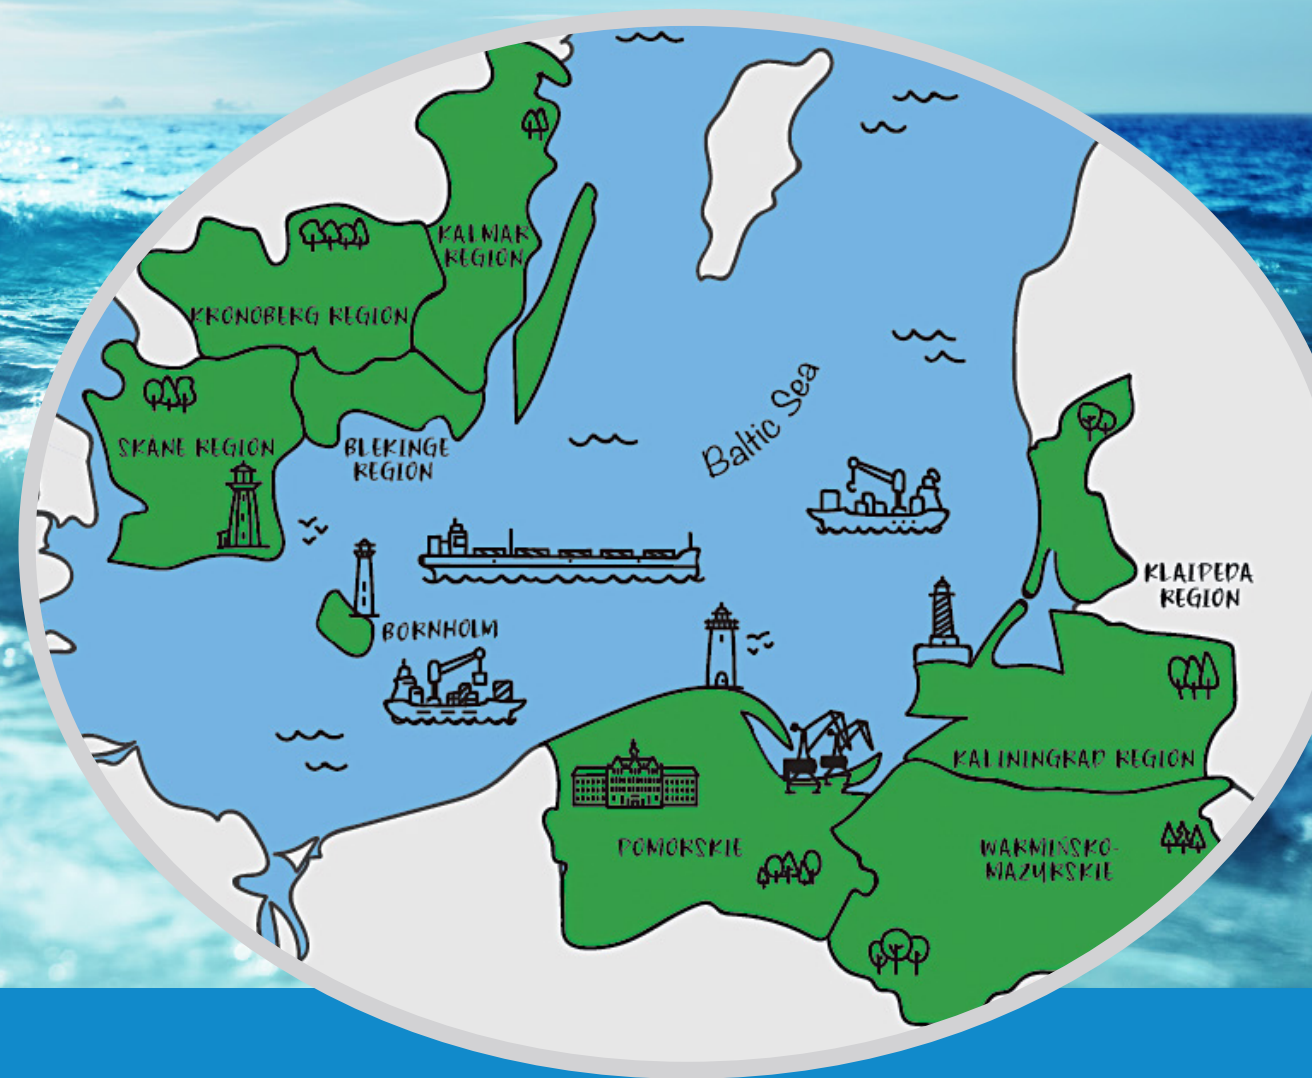 KALMAR
REGION
KRONOBERG REGION
SKANE REGION
BLEKINGE
REGION
Baltic Sea
KLAIPEDA
REGION
BORNHOLM
KALININGRAD REGION
POMORSKIE
WARMIŃSKO-
MAZURSKIE